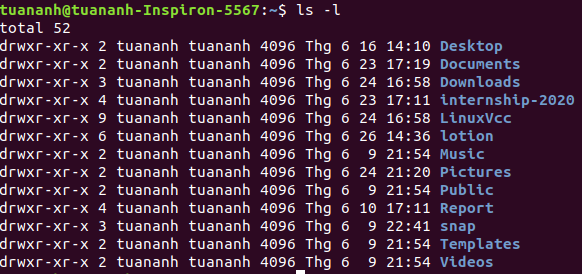 tuananh@tuananh-Inspiron-5567:~$ ls -l
total 52
drwxr-xr-x 2 tuananh tuananh 4096 Thg 6 16 14:10 Desktop
drwxr-xr-x 2 tuananh tuananh 4096 Thg 6 23 17:19 Documents
drwxr-xr-x 3 tuananh tuananh 4096 Thg 6 24 16:58 Downloads
drwxr-xr-x 4 tuananh tuananh 4096 Thg 6 23 17:11 internship-2020
drwxr-xr-x 9 tuananh tuananh 4096 Thg 6 24 16:58 LinuxVcc
drwxr-xr-x 6 tuananh tuananh 4096 Thg 6 26 14:36 lotion
drwxr-xr-x 2 tuananh tuananh 4096 Thg 6  9 21:54 Music
drwxr-xr-x 2 tuananh tuananh 4096 Thg 6 24 21:20 Pictures
drwxr-xr-x 2 tuananh tuananh 4096 Thg 6  9 21:54 Public
drwxr-xr-x 4 tuananh tuananh 4096 Thg 6 10 17:11 Report
drwxr-xr-x 3 tuananh tuananh 4096 Thg 6  9 22:41 snap
drwxr-xr-x 2 tuananh tuananh 4096 Thg 6  9 21:54 Templates
drwxr-xr-x 2 tuananh tuananh 4096 Thg 6  9 21:54 Videos